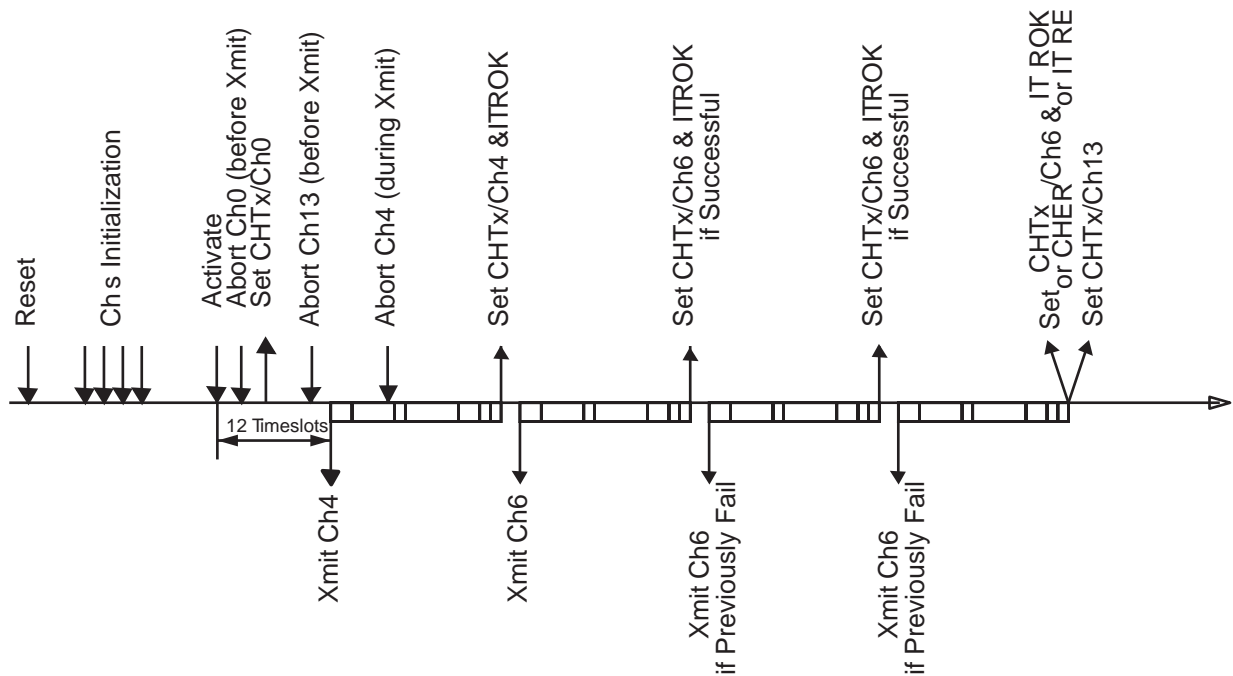 Reset
Ch s Initialization
Activate
Abort Ch0 (before Xmit)
Set CHTx/Ch0
Abort Ch13 (before Xmit)
Abort Ch4 (during Xmit)
Set CHTx/Ch4 &ITROK
Set CHTx/Ch6 & ITROK
if Successful
Set CHTx/Ch6 & ITROK
if Successful
Set CHTx or CHER/Ch6 & IT ROK or IT RE
Set CHTx/Ch13
12 Timeslots
Xmit Ch4
Xmit Ch6
Xmit Ch6
if Previously Fail
Xmit Ch6
if Previously Fail